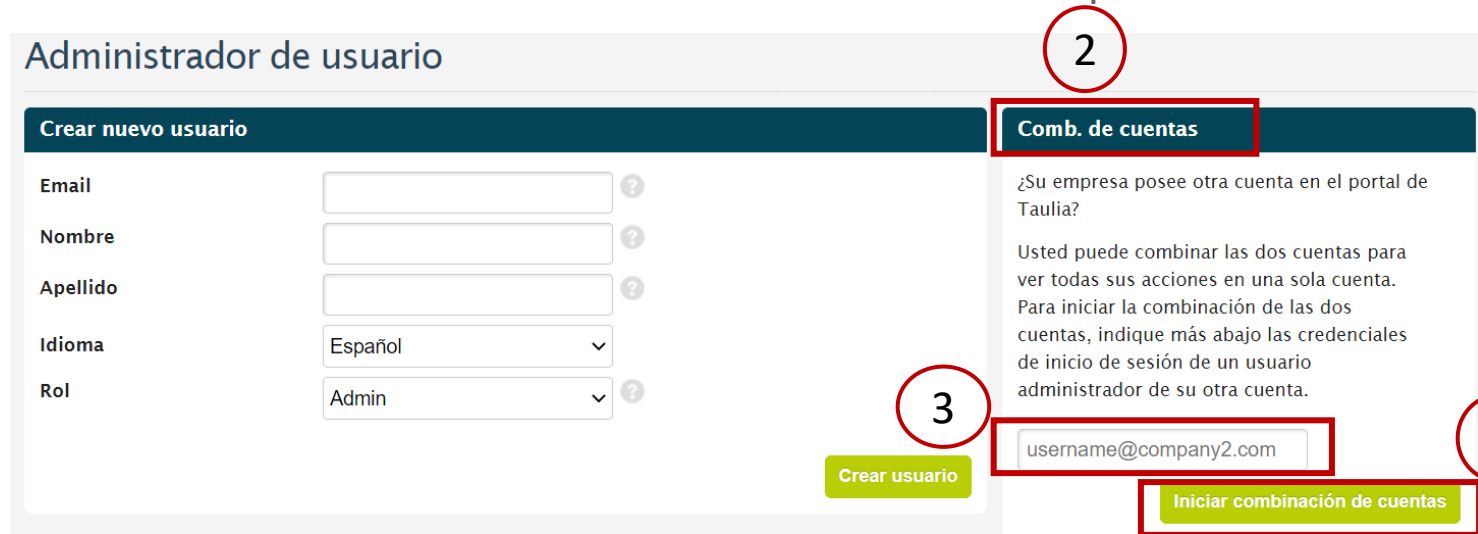 2
Administrador de usuario
Crear nuevo usuario
Email
Nombre
Apellido
Idioma
Español
Rol
Admin
Crear usuario
Comb. de cuentas
¿Su empresa posee otra cuenta en el portal de
Taulia?
Usted puede combinar las dos cuentas para
ver todas sus acciones en una sola cuenta.
Para iniciar la combinación de las dos
cuentas, indique más abajo las credenciales
de inicio de sesión de un usuario
administrador de su otra cuenta.
3
username@company2.com
Iniciar combinación de cuentas